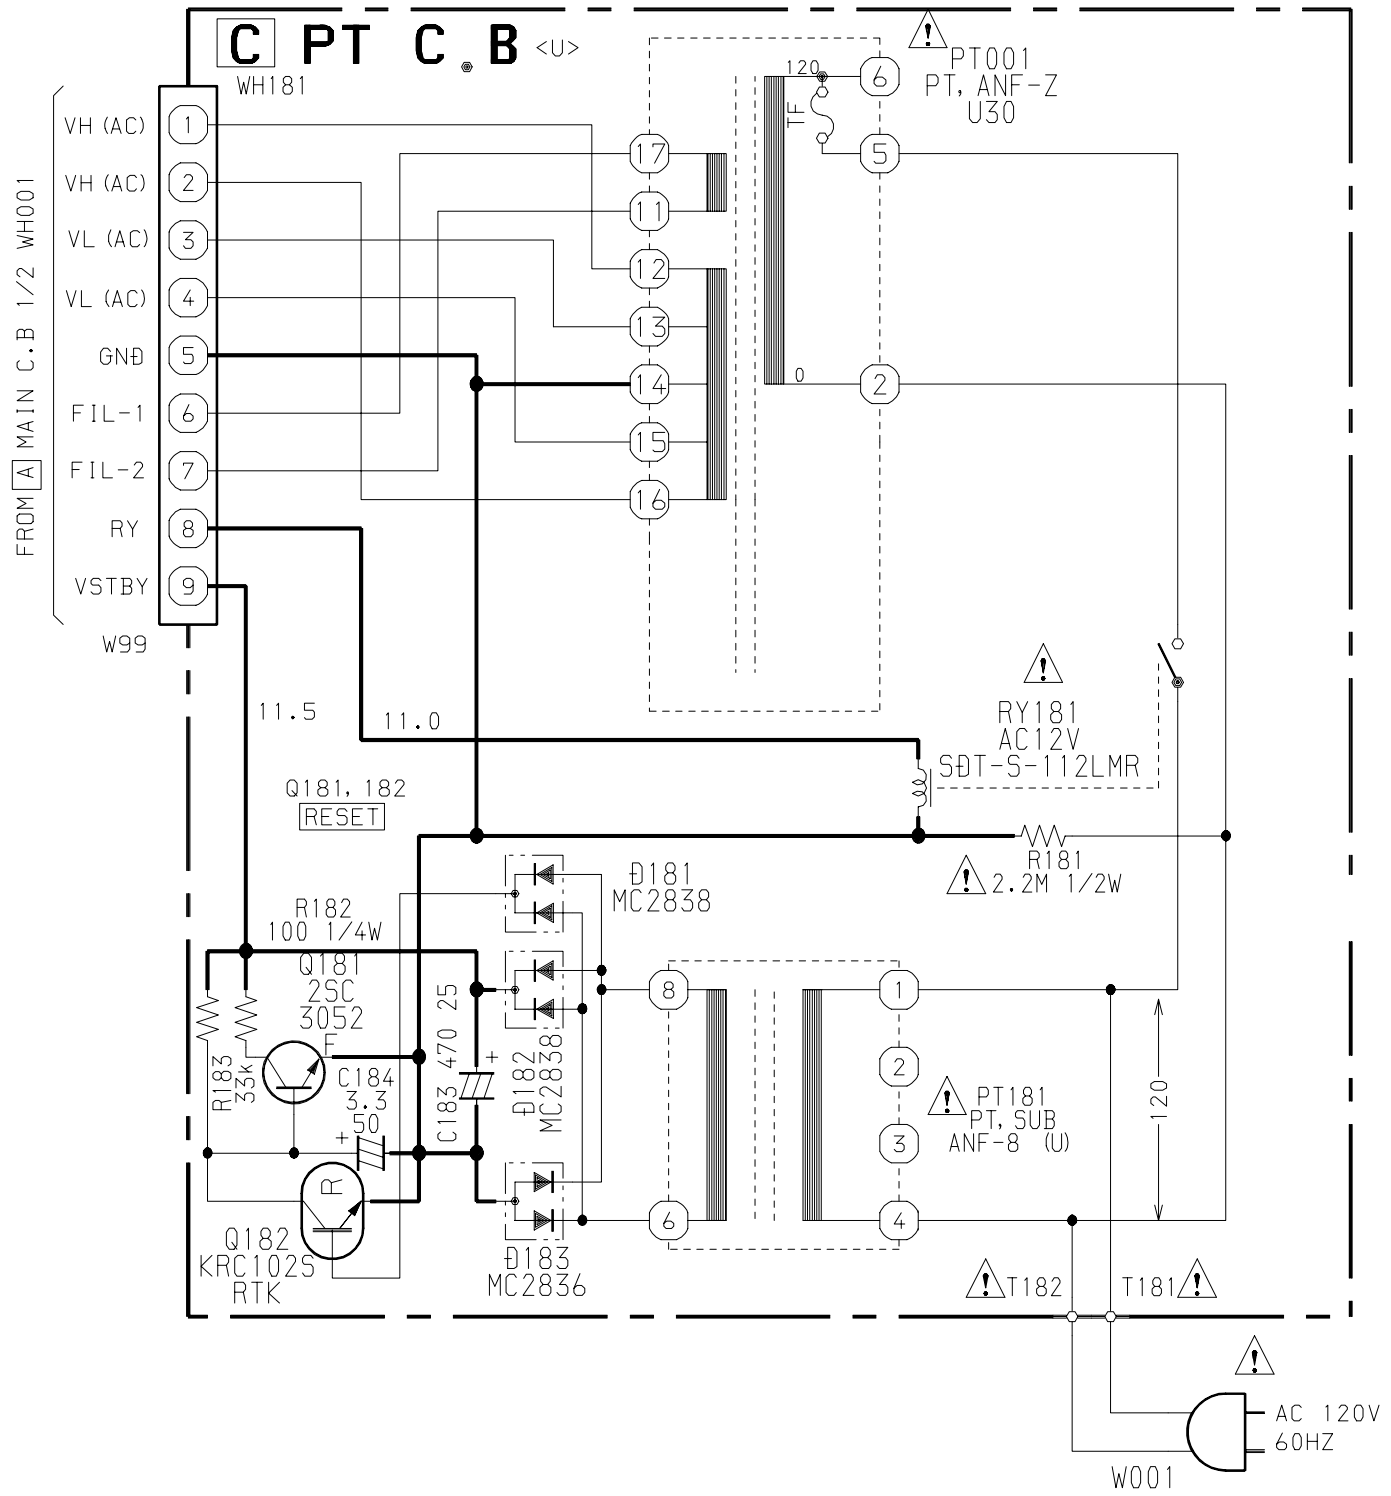 C PT C.B <U>
WH181
PT001
PT, ANF-Z
U30
FROM A MAIN C.B 1/2 WH001
VH (AC) 1
VH (AC) 2
VL (AC) 3
VL (AC) 4
GND 5
FIL-1 6
FIL-2 7
RY 8
VSTBY 9
W99
17
11
12
13
14
15
16
120
TF
0
6
5
2
11.5
11.0
RY181
AC12V
SDT-S-112LMR
Q181, 182
RESET
R181
2.2M 1/2W
D181
MC2838
R182
100 1/4W
Q181
2SC
3052
F
R183
33k
C184
3.3
50
+
C183 470 25
+
D182
MC2838
8
6
1
2
3
4
PT181
PT, SUB
ANF-8 (U)
120
R
Q182
KRC102S
RTK
D183
MC2836
T182
T181
!
AC 120V
60HZ
W001